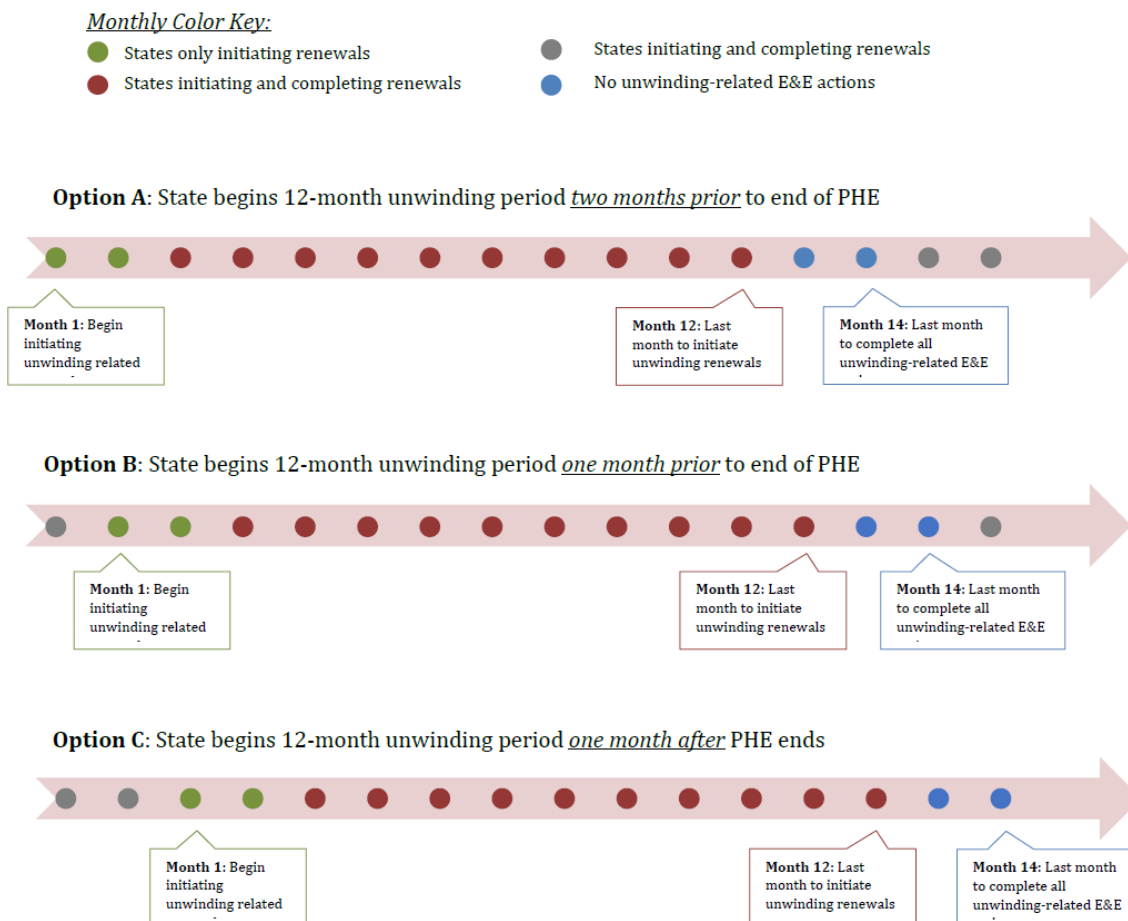 Monthly Color Key:
States only initiating renewals
States initiating and completing renewals
States initiating and completing renewals
No unwinding-related E&E actions
Option A: State begins 12-month unwinding period two months prior to end of PHE
Month 1: Begin
initiating
unwinding related
Month 12: Last
month to initiate
unwinding renewals
Month 14: Last month
to complete all
unwinding-related E&E
Option B: State begins 12-month unwinding period one month prior to end of PHE
Month 1: Begin
initiating
unwinding related
Month 12: Last
month to initiate
unwinding renewals
Month 14: Last month
to complete all
unwinding-related E&E
Option C: State begins 12-month unwinding period one month after PHE ends
Month 1: Begin
initiating
unwinding related
Month 12: Last
month to initiate
unwinding renewals
Month 14: Last month
to complete all
unwinding-related E&E